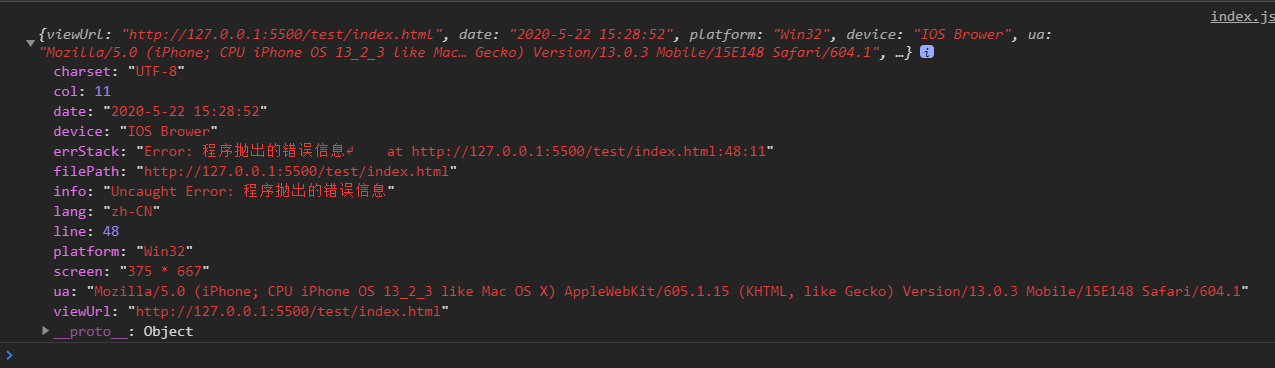 index.js
{viewUrl: "http://127.0.0.1:5500/test/index.html", date: "2020-5-22 15:28:52", platform: "Win32", device: "IOS Brower", ua:
"Mozilla/5.0 (iPhone; CPU iPhone OS 13_2_3 like Mac… Gecko) Version/13.0.3 Mobile/15E148 Safari/604.1", …} i
charset: "UTF-8"
col: 11
date: "2020-5-22 15:28:52"
device: "IOS Brower"
errStack: "Error: 程序抛出的错误信息↵    at http://127.0.0.1:5500/test/index.html:48:11"
filePath: "http://127.0.0.1:5500/test/index.html"
info: "Uncaught Error: 程序抛出的错误信息"
lang: "zh-CN"
line: 48
platform: "Win32"
screen: "375 * 667"
ua: "Mozilla/5.0 (iPhone; CPU iPhone OS 13_2_3 like Mac OS X) AppleWebKit/605.1.15 (KHTML, like Gecko) Version/13.0.3 Mobile/15E148 Safari/604.1"
viewUrl: "http://127.0.0.1:5500/test/index.html"
__proto__: Object